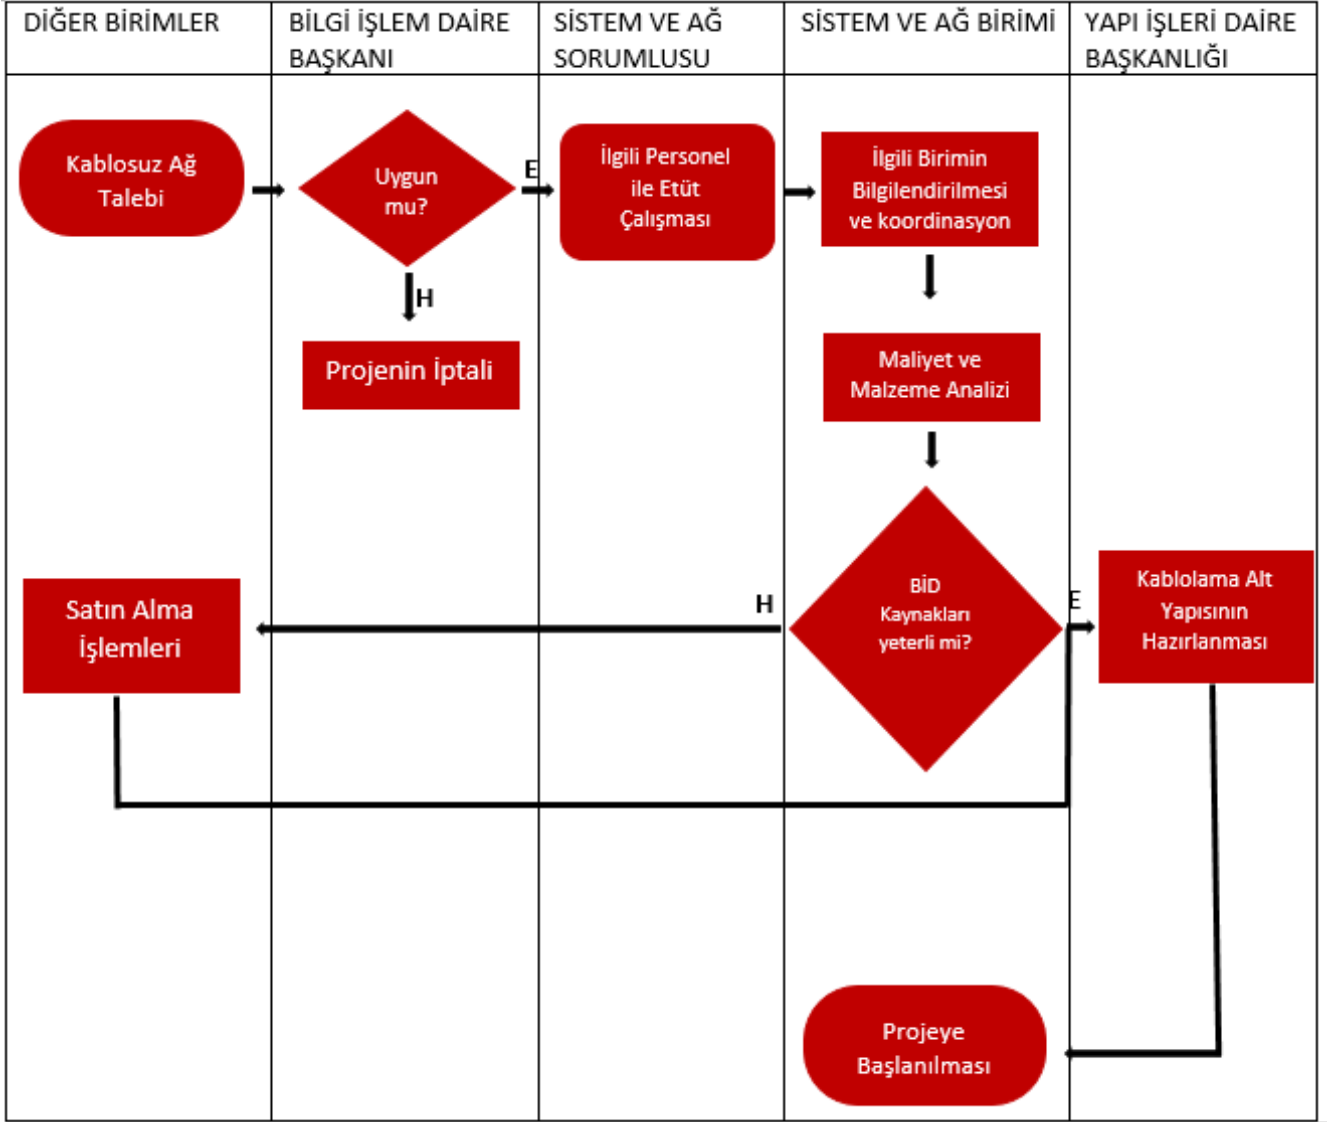 DİĞER BİRİMLER
BİLGİ İŞLEM DAİRE
BAŞKANI
SİSTEM VE AĞ
SORUMLUSU
SİSTEM VE AĞ BİRİMİ
YAPI İŞLERİ DAİRE
BAŞKANLIĞI
Kablosuz Ağ
Talebi
Uygun
mu?
E
İlgili Personel
ile Etüt
Çalışması
İlgili Birimin
Bilgilendirilmesi
ve koordinasyon
H
Projenin İptali
Maliyet ve
Malzeme Analizi
Satın Alma
İşlemleri
H
BİD
Kaynakları
yeterli mi?
E
Kablolama Alt
Yapısının
Hazırlanması
Projeye
Başlanılması